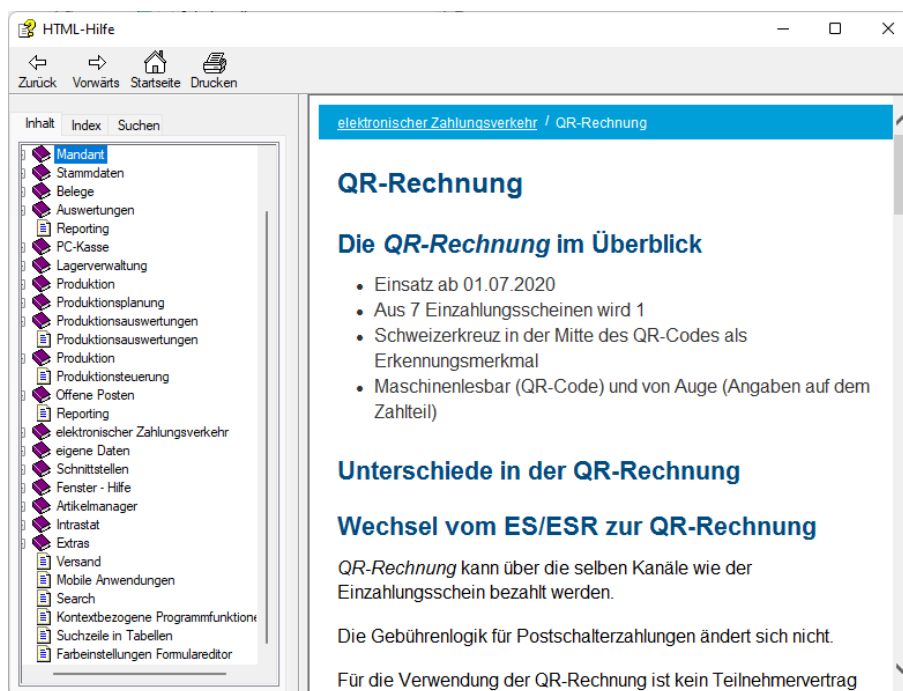 HTML-Hilfe
Zurück Vorwärts Startseite Drucken
Inhalt Index Suchen
Mandant
Stammdaten
Belege
Auswertungen
Reporting
PC-Kasse
Lagerverwaltung
Produktion
Produktionsplanung
Produktionsauswertungen
Produktionsauswertungen
Produktion
Produktionsteuerung
Offene Posten
Reporting
elektronischer Zahlungsverkehr
eigene Daten
Schnittstellen
Fenster - Hilfe
Artikelmanager
Intrastat
Extras
Versand
Mobile Anwendungen
Search
Kontextbezogene Programmfunktione
Suchzeile in Tabellen
Farbeinstellungen Formulareditor
elektronischer Zahlungsverkehr / QR-Rechnung
QR-Rechnung
Die QR-Rechnung im Überblick
• Einsatz ab 01.07.2020
• Aus 7 Einzahlungsscheinen wird 1
• Schweizerkreuz in der Mitte des QR-Codes als
Erkennungsmerkmal
• Maschinenlesbar (QR-Code) und von Auge (Angaben auf dem
Zahlteil)
Unterschiede in der QR-Rechnung
Wechsel vom ES/ESR zur QR-Rechnung
QR-Rechnung kann über die selben Kanäle wie der
Einzahlungsschein bezahlt werden.
Die Gebührenlogik für Postschalterzahlungen ändert sich nicht.
Für die Verwendung der QR-Rechnung ist kein Teilnehmervertrag